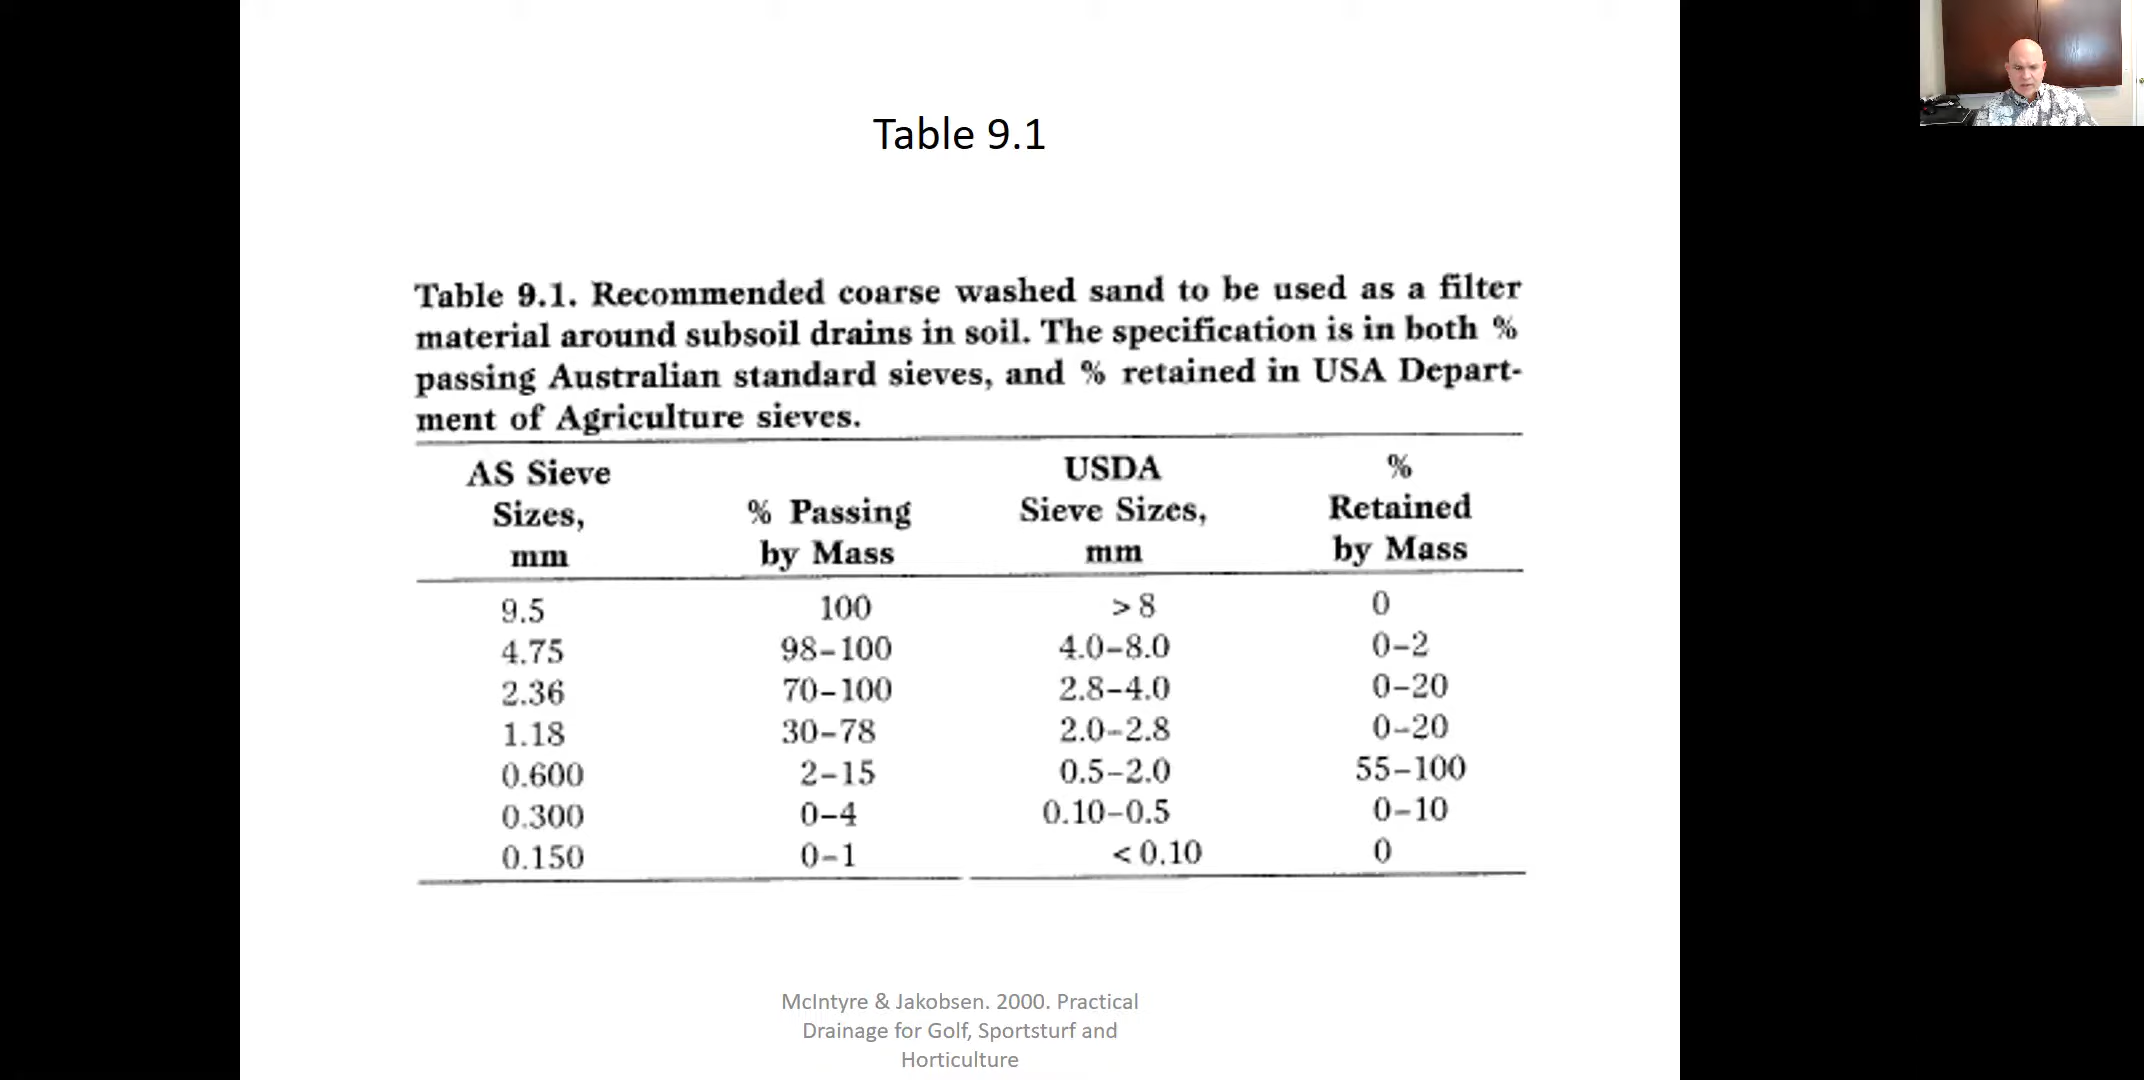 Table 9.1
Table 9.1. Recommended coarse washed sand to be used as a filter
material around subsoil drains in soil. The specification is in both %
passing Australian standard sieves, and % retained in USA Depart-
ment of Agriculture sieves.
AS Sieve Sizes, mm % Passing by Mass USDA Sieve Sizes, mm % Retained by Mass
9.5 100 >8 0
4.75 98-100 4.0-8.0 0-2
2.36 70-100 2.8-4.0 0-20
1.18 30-78 2.0-2.8 0-20
0.600 2-15 0.5-2.0 55-100
0.300 0-4 0.10-0.5 0-10
0.150 0-1 <0.10 0
McIntyre & Jakobsen. 2000. Practical
Drainage for Golf, Sportsturf and
Horticulture